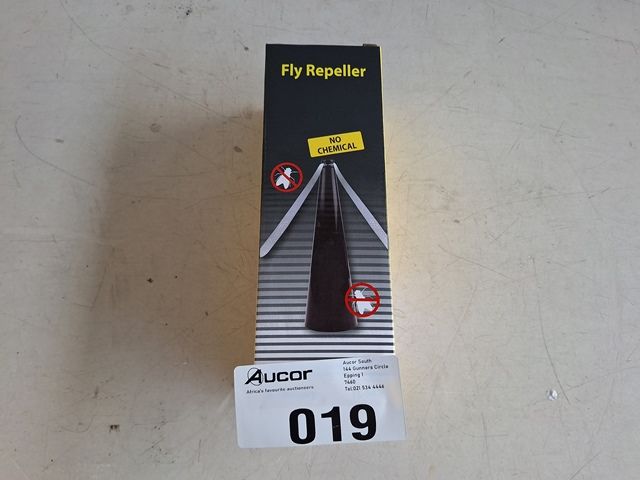 Fly Repeller
NO
CHEMICAL
Aucor
Africa's favourite auctioneers
Aucor South
144 Gunners Circle
Epping 1
7460
Tel:021 534 4446
019